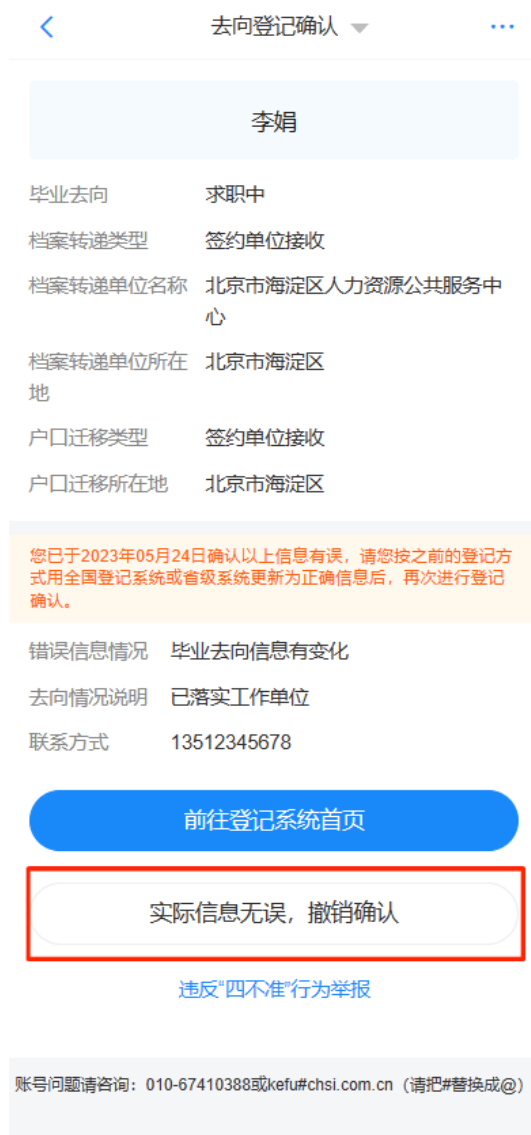 去向登记确认
李娟
毕业去向 求职中
档案转递类型 签约单位接收
档案转递单位名称 北京市海淀区人力资源公共服务中
心
档案转递单位所在 北京市海淀区
地
户口迁移类型 签约单位接收
户口迁移所在地 北京市海淀区
您已于2023年05月24日确认以上信息有误，请您按之前的登记方
式用全国登记系统或省级系统更新为正确信息后，再次进行登记
确认。
错误信息情况 毕业去向信息有变化
去向情况说明 已落实工作单位
联系方式 13512345678
前往登记系统首页
实际信息无误，撤销确认
违反“四不准”行为举报
账号问题请咨询：010-67410388或kefu#chsi.com.cn（请把#替换成@）